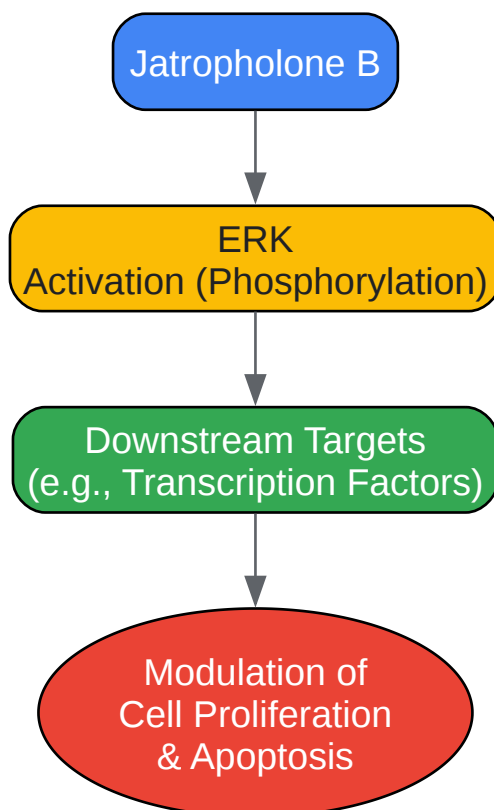 Jatropholone B
ERK
Activation (Phosphorylation)
Downstream Targets
(e.g., Transcription Factors)
Modulation of
Cell Proliferation
& Apoptosis